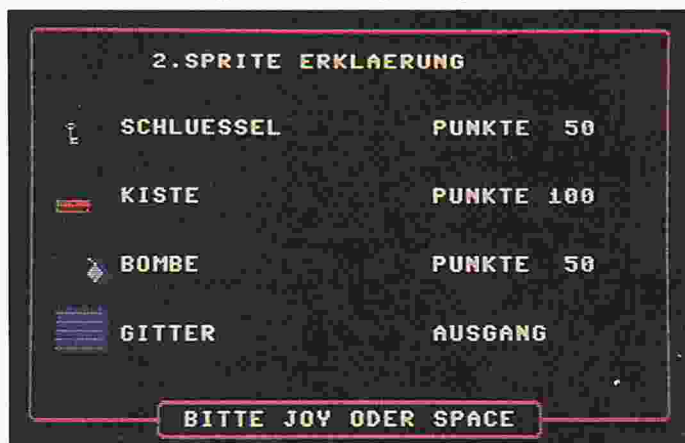 2.SPRITE ERKLAERUNG
SCHLUESSEL PUNKTE 50
KISTE PUNKTE 100
BOMBE PUNKTE 50
GITTER AUSGANG
BITTE JOY ODER SPACE